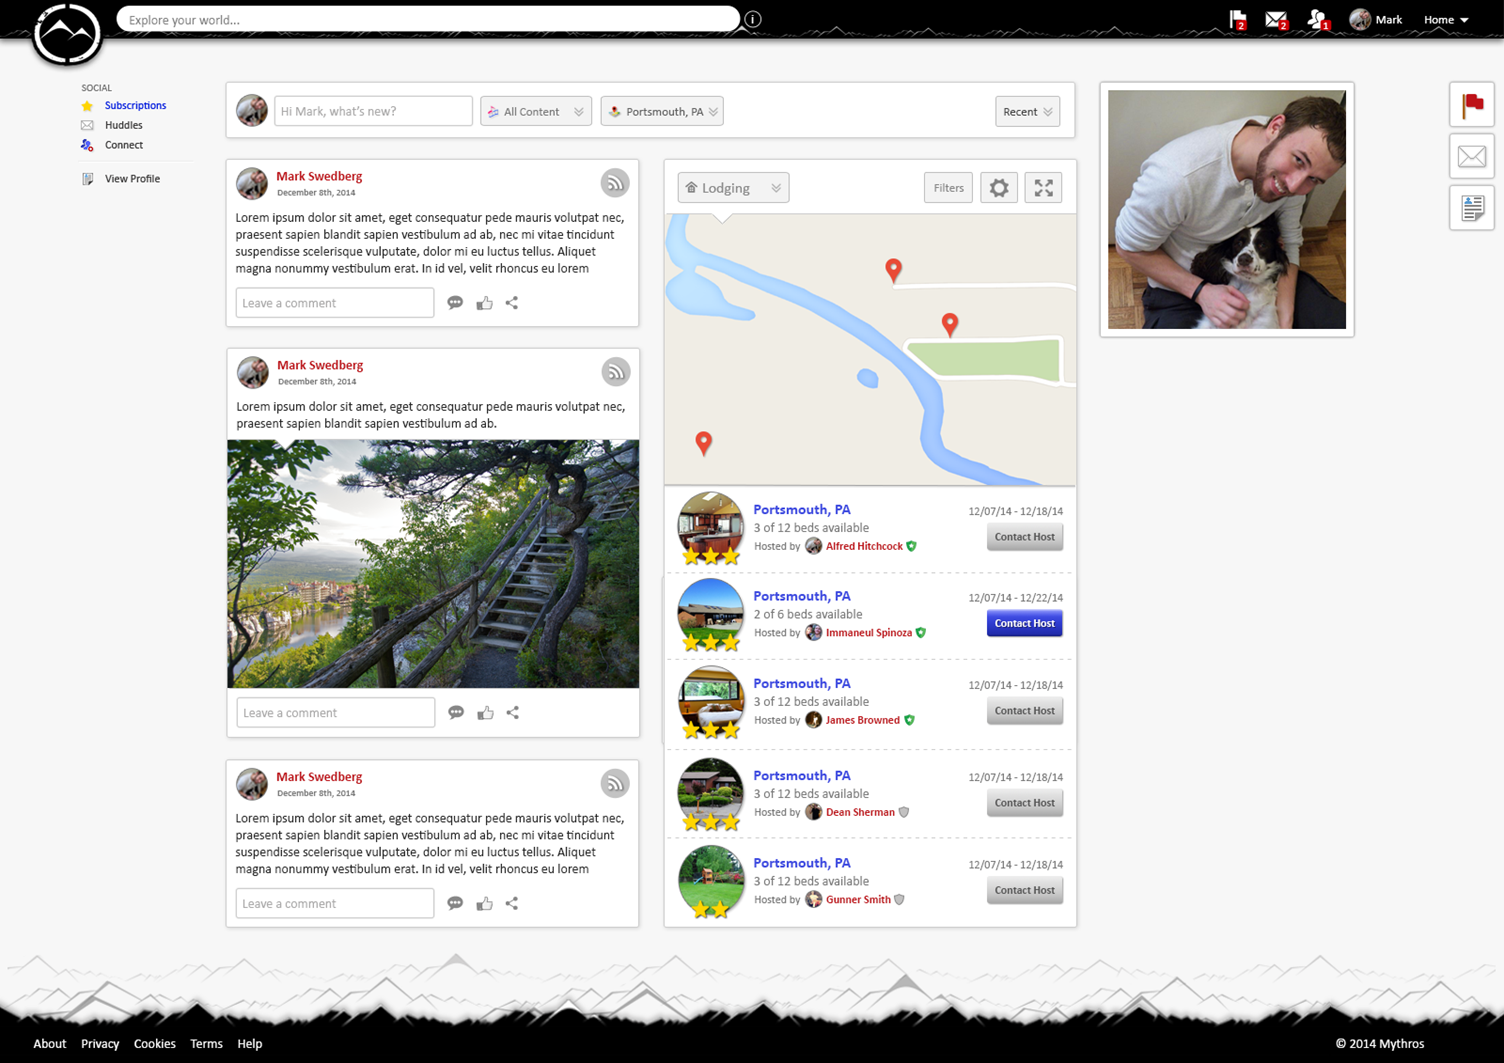 Explore your world...
i
2
2
1
Mark
Home
SOCIAL
Subscriptions
Huddles
Connect
View Profile
Hi Mark, what's new?
All Content
Portsmouth, PA
Recent
Mark Swedberg
December 8th, 2014
Lorem ipsum dolor sit amet, eget consequatur pede mauris volutpat nec,
praesent sapien blandit sapien vestibulum ad ab, nec mi vitae tincidunt
suspendisse scelerisque vulputate, dolor mi eu luctus tellus. Aliquet
magna nonummy vestibulum erat. In id vel, velit rhoncus eu lorem
Leave a comment
Mark Swedberg
December 8th, 2014
Lorem ipsum dolor sit amet, eget consequatur pede mauris volutpat nec,
praesent sapien blandit sapien vestibulum ad ab.
Leave a comment
Mark Swedberg
December 8th, 2014
Lorem ipsum dolor sit amet, eget consequatur pede mauris volutpat nec,
praesent sapien blandit sapien vestibulum ad ab, nec mi vitae tincidunt
suspendisse scelerisque vulputate, dolor mi eu luctus tellus. Aliquet
magna nonummy vestibulum erat. In id vel, velit rhoncus eu lorem
Leave a comment
Lodging
Filters
Portsmouth, PA
12/07/14 - 12/18/14
3 of 12 beds available
Contact Host
Hosted by Alfred Hitchcock
Portsmouth, PA
12/07/14 - 12/22/14
2 of 6 beds available
Contact Host
Hosted by Immaneul Spinoza
Portsmouth, PA
12/07/14 - 12/18/14
3 of 12 beds available
Contact Host
Hosted by James Browned
Portsmouth, PA
12/07/14 - 12/18/14
3 of 12 beds available
Contact Host
Hosted by Dean Sherman
Portsmouth, PA
12/07/14 - 12/18/14
3 of 12 beds available
Contact Host
Hosted by Gunner Smith
About
Privacy
Cookies
Terms
Help
© 2014 Mythros